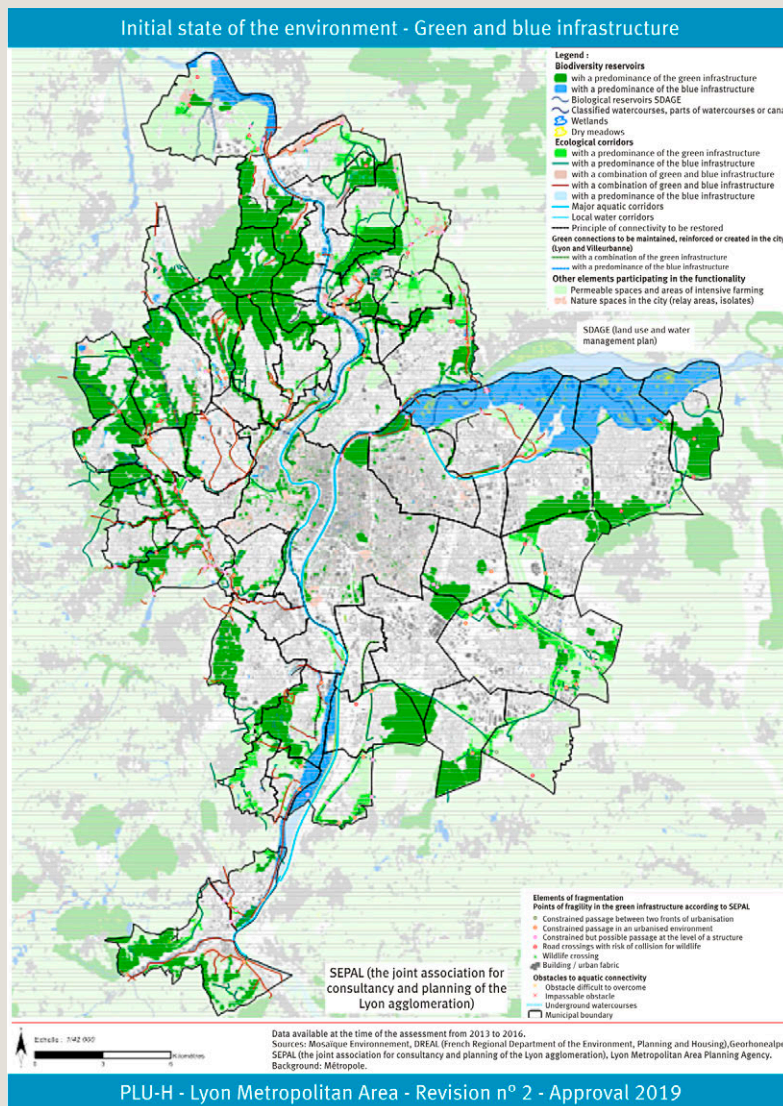 Initial state of the environment - Green and blue infrastructure
Legend :
Biodiversity reservoirs
wih a predominance of the green infrastructure
with a predominance of the blue infrastructure
Biological reservoirs SDAGE
Classified watercourses, parts of watercourses or cana
Wetlands
Dry meadows
Ecological corridors
with a predominance of the green infrastructure
with a predominance of the blue infrastructure
with a combination of green and blue infrastructure
with a combination of green and blue infrastructure
with a predominance of the blue infrastructure
Major aquatic corridors
Local water corridors
Principle of connectivity to be restored
Green connections to be maintained, reinforced or created in the city
(Lyon and Villeurbanne)
with a combination of the green infrastructure
with a predominance of the blue infrastructure
Other elements participating in the functionality
Permeable spaces and areas of intensive farming
Nature spaces in the city (relay areas, isolates)
SDAGE (land use and water
management plan)
Elements of fragmentation
Points of fragility in the green infrastructure according to SEPAL
Constrained passage between two fronts of urbanisation
Constrained passage in an urbanised environment
Constrained but possible passage at the level of a structure
Road crossings with risk of collision for wildlife
Wildlife crossing
Building / urban fabric
Obstacles to aquatic connectivity
Obstacle difficult to overcome
Impassable obstacle
Underground watercourses
Municipal boundary
SEPAL (the joint association for
consultancy and planning of the
Lyon agglomeration)
Echelle : 1/42 000
0 3 6 Kilomètres
Data available at the time of the assessment from 2013 to 2016.
Sources: Mosaïque Environnement, DREAL (French Regional Department of the Environment, Planning and Housing),Georhonealpe
SEPAL (the joint association for consultancy and planning of the Lyon agglomeration), Lyon Metropolitan Area Planning Agency.
Background: Métropole.
PLU-H - Lyon Metropolitan Area - Revision n° 2 - Approval 2019